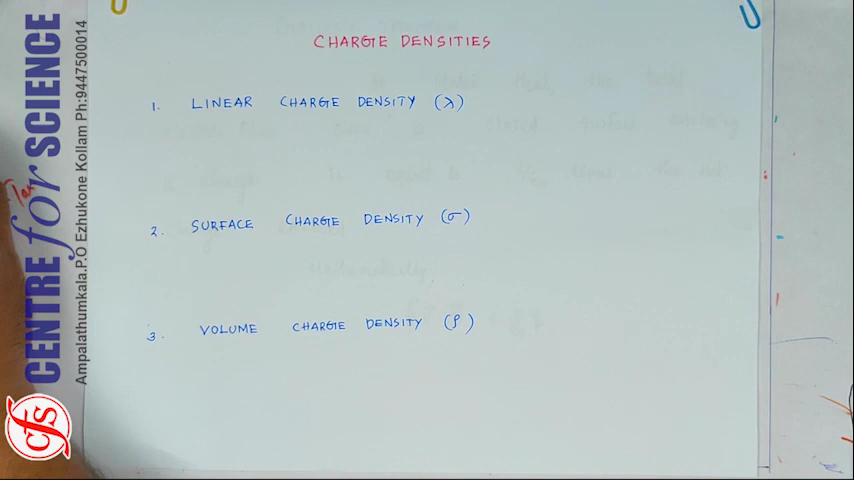 CHARGE DENSITIES
1. LINEAR CHARGE DENSITY (λ)
2. SURFACE CHARGE DENSITY (σ)
3. VOLUME CHARGE DENSITY (ρ)
CENTRE for SCIENCE
Ampalathumkala.P.O Ezhukone Kollam Ph:9447500014
cfs